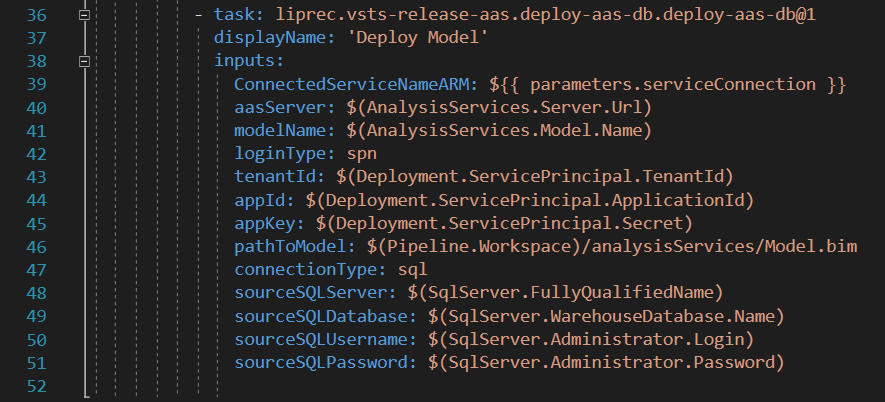 36 - task: liprec.vsts-release-aas.deploy-aas-db.deploy-aas-db@1
37 displayName: 'Deploy Model'
38 inputs:
39 ConnectedServiceNameARM: ${{ parameters.serviceConnection }}
40 aasServer: $(AnalysisServices.Server.Url)
41 modelName: $(AnalysisServices.Model.Name)
42 loginType: spn
43 tenantId: $(Deployment.ServicePrincipal.TenantId)
44 appId: $(Deployment.ServicePrincipal.ApplicationId)
45 appKey: $(Deployment.ServicePrincipal.Secret)
46 pathToModel: $(Pipeline.Workspace)/analysisServices/Model.bim
47 connectionType: sql
48 sourceSQLServer: $(SqlServer.FullyQualifiedName)
49 sourceSQLDatabase: $(SqlServer.WarehouseDatabase.Name)
50 sourceSQLUsername: $(SqlServer.Administrator.Login)
51 sourceSQLPassword: $(SqlServer.Administrator.Password)
52